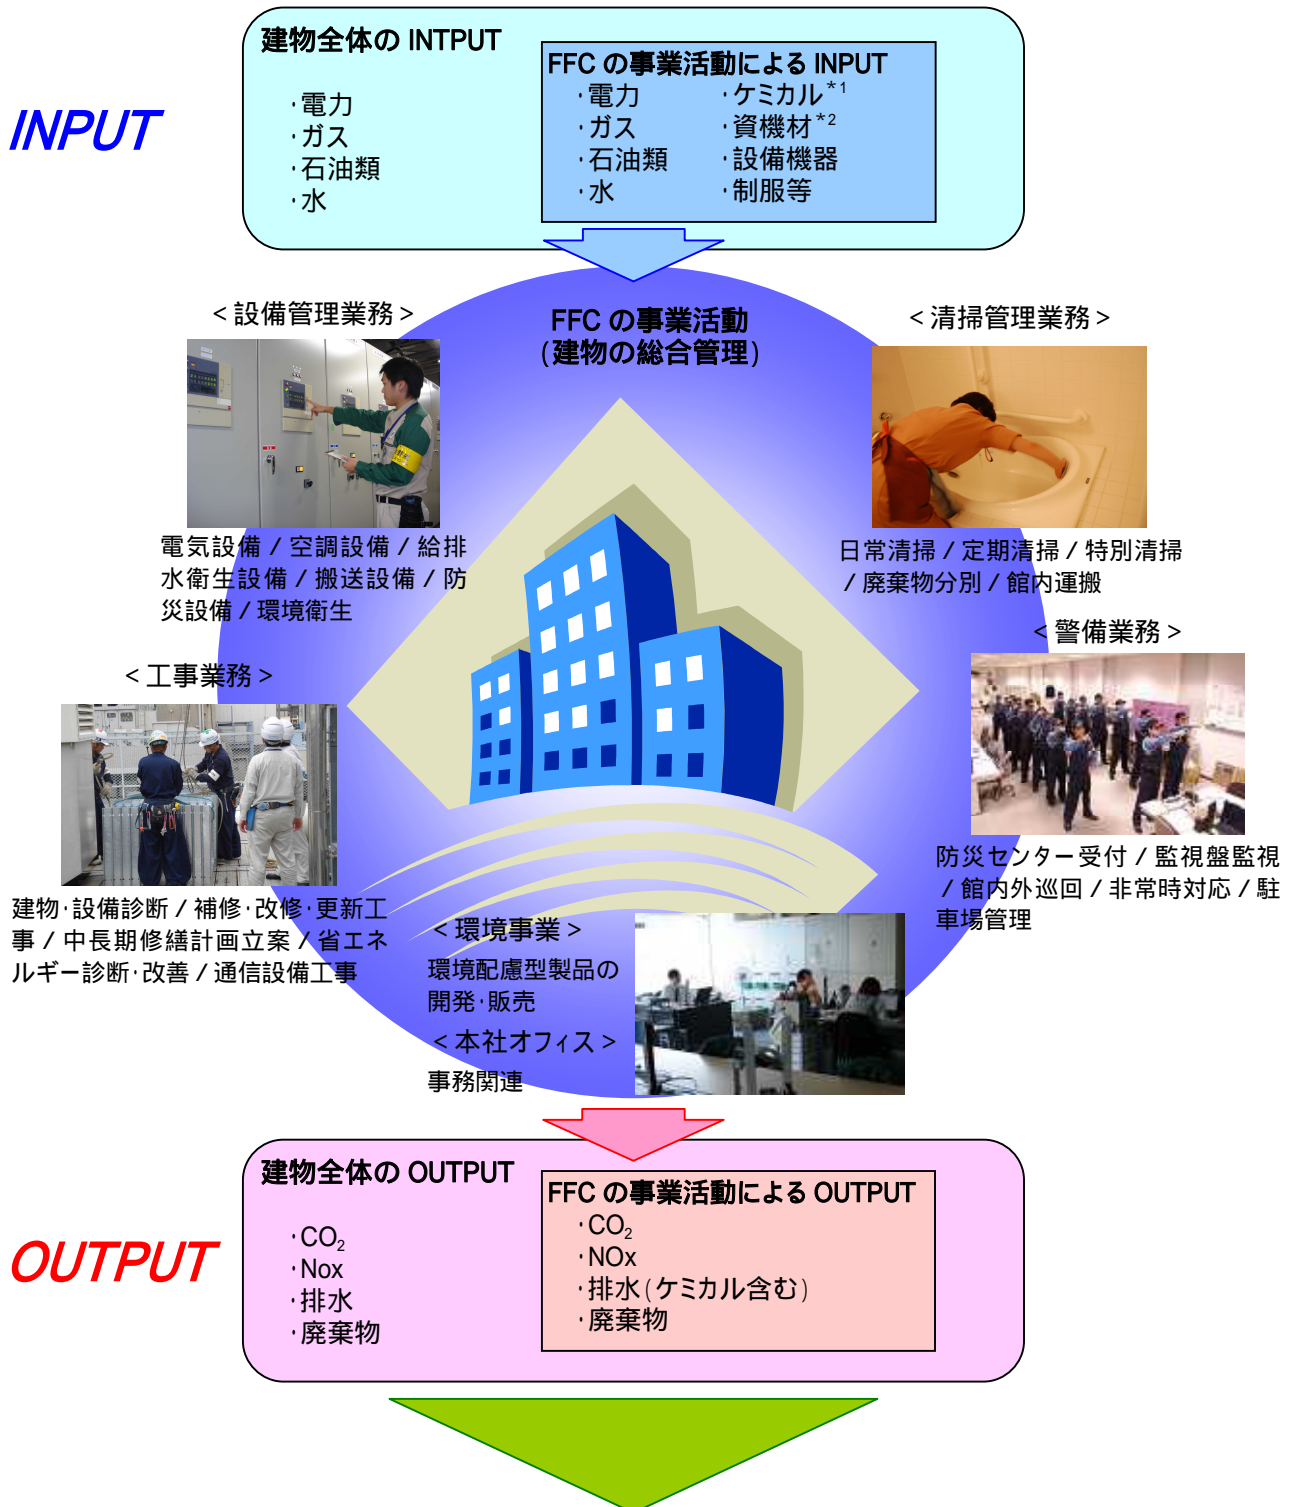 建物全体の INTPUT
FFC の事業活動による INPUT
INPUT
・電力
・ガス
・石油類
・水
・電力
・ガス
・石油類
・水
・ケミカル*1
・資機材*2
・設備機器
・制服等
FFC の事業活動
(建物の総合管理)
<設備管理業務>
電気設備/空調設備/給排
水衛生設備/搬送設備/防
災設備/環境衛生
<清掃管理業務>
日常清掃/定期清掃/特別清掃
/廃棄物分別/館内運搬
<工事業務>
建物・設備診断/補修・改修・更新工
事/中長期修繕計画立案/省エネ
ルギー診断・改善/通信設備工事
<警備業務>
防災センター受付/監視盤監視
/館内外巡回/非常時対応/駐
車場管理
<環境事業>
環境配慮型製品の
開発・販売
<本社オフィス>
事務関連
OUTPUT
建物全体の OUTPUT
・CO₂
・Nox
・排水
・廃棄物
FFC の事業活動による OUTPUT
・CO₂
・NOx
・排水(ケミカル含む)
・廃棄物